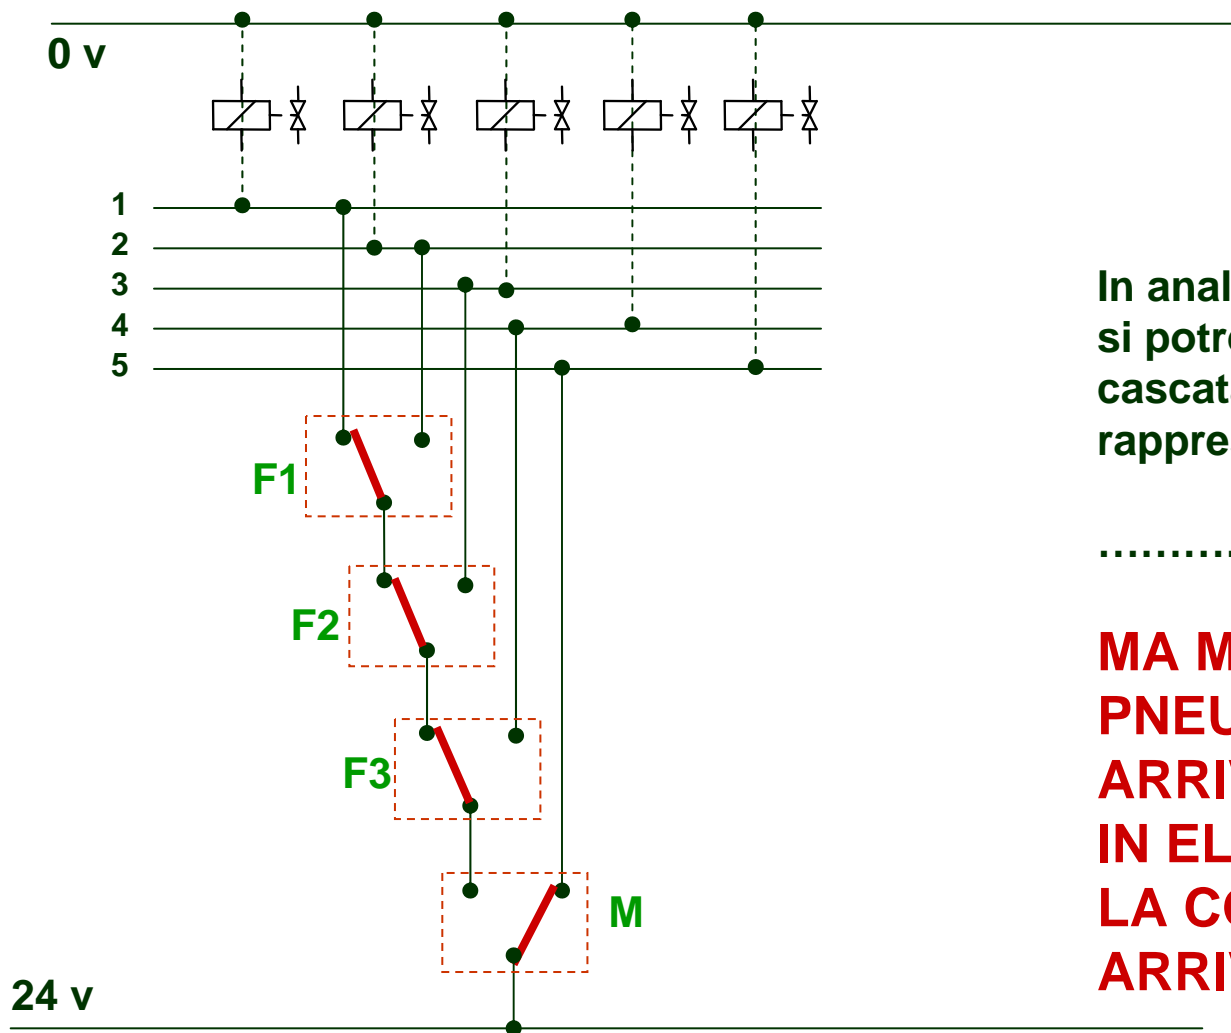 0 v
1
2
3
4
5
F1
F2
F3
M
24 v
In anal
si potr
cascat
rappre
...........
MA M
PNEU
ARRI
IN EL
LA C
ARRI